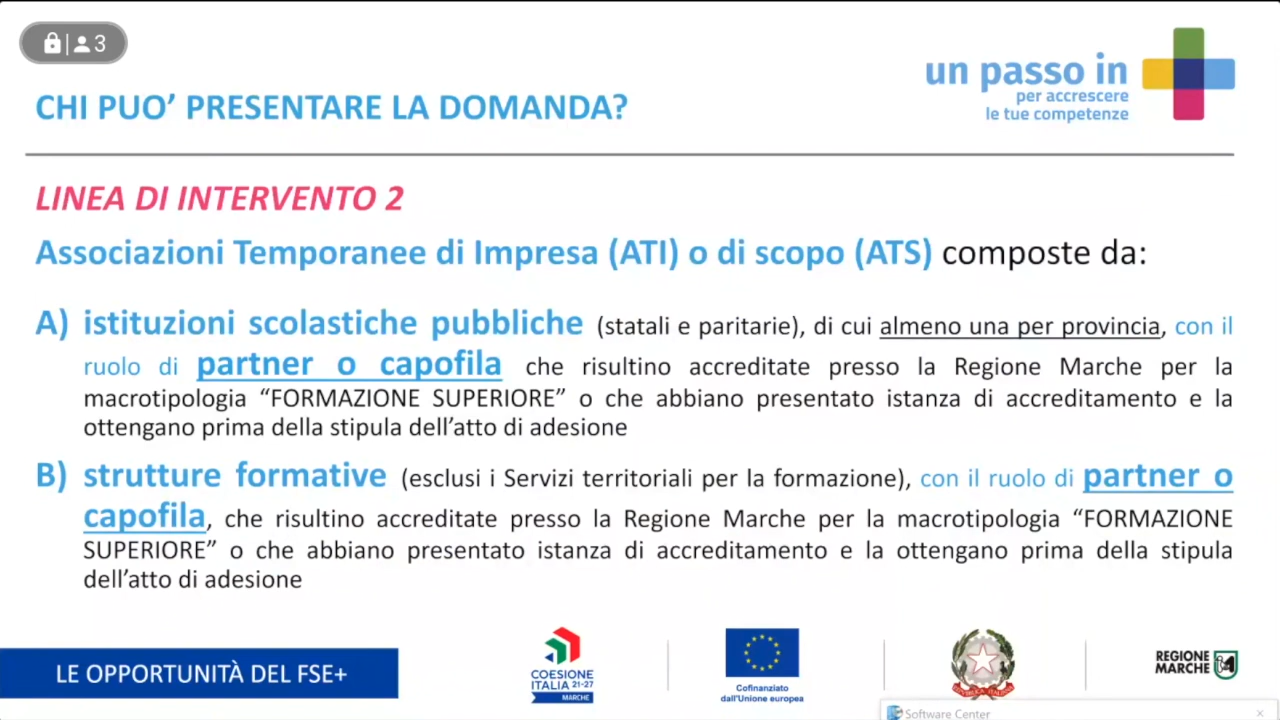 3
un passo in
per accrescere
le tue competenze
CHI PUO’ PRESENTARE LA DOMANDA?
LINEA DI INTERVENTO 2
Associazioni Temporanee di Impresa (ATI) o di scopo (ATS) composte da:
A) istituzioni scolastiche pubbliche (statali e paritarie), di cui almeno una per provincia, con il
ruolo di partner o capofila che risultino accreditate presso la Regione Marche per la
macrotipologia “FORMAZIONE SUPERIORE” o che abbiano presentato istanza di accreditamento e la
ottengano prima della stipula dell’atto di adesione
B) strutture formative (esclusi i Servizi territoriali per la formazione), con il ruolo di partner o
capofila, che risultino accreditate presso la Regione Marche per la macrotipologia “FORMAZIONE
SUPERIORE” o che abbiano presentato istanza di accreditamento e la ottengano prima della stipula
dell’atto di adesione
LE OPPORTUNITÀ DEL FSE+
COESIONE
ITALIA 21-27
MARCHE
Cofinanziato
dall'Unione europea
REPVBBLICA ITALIANA
REGIONE
MARCHE
Software Center